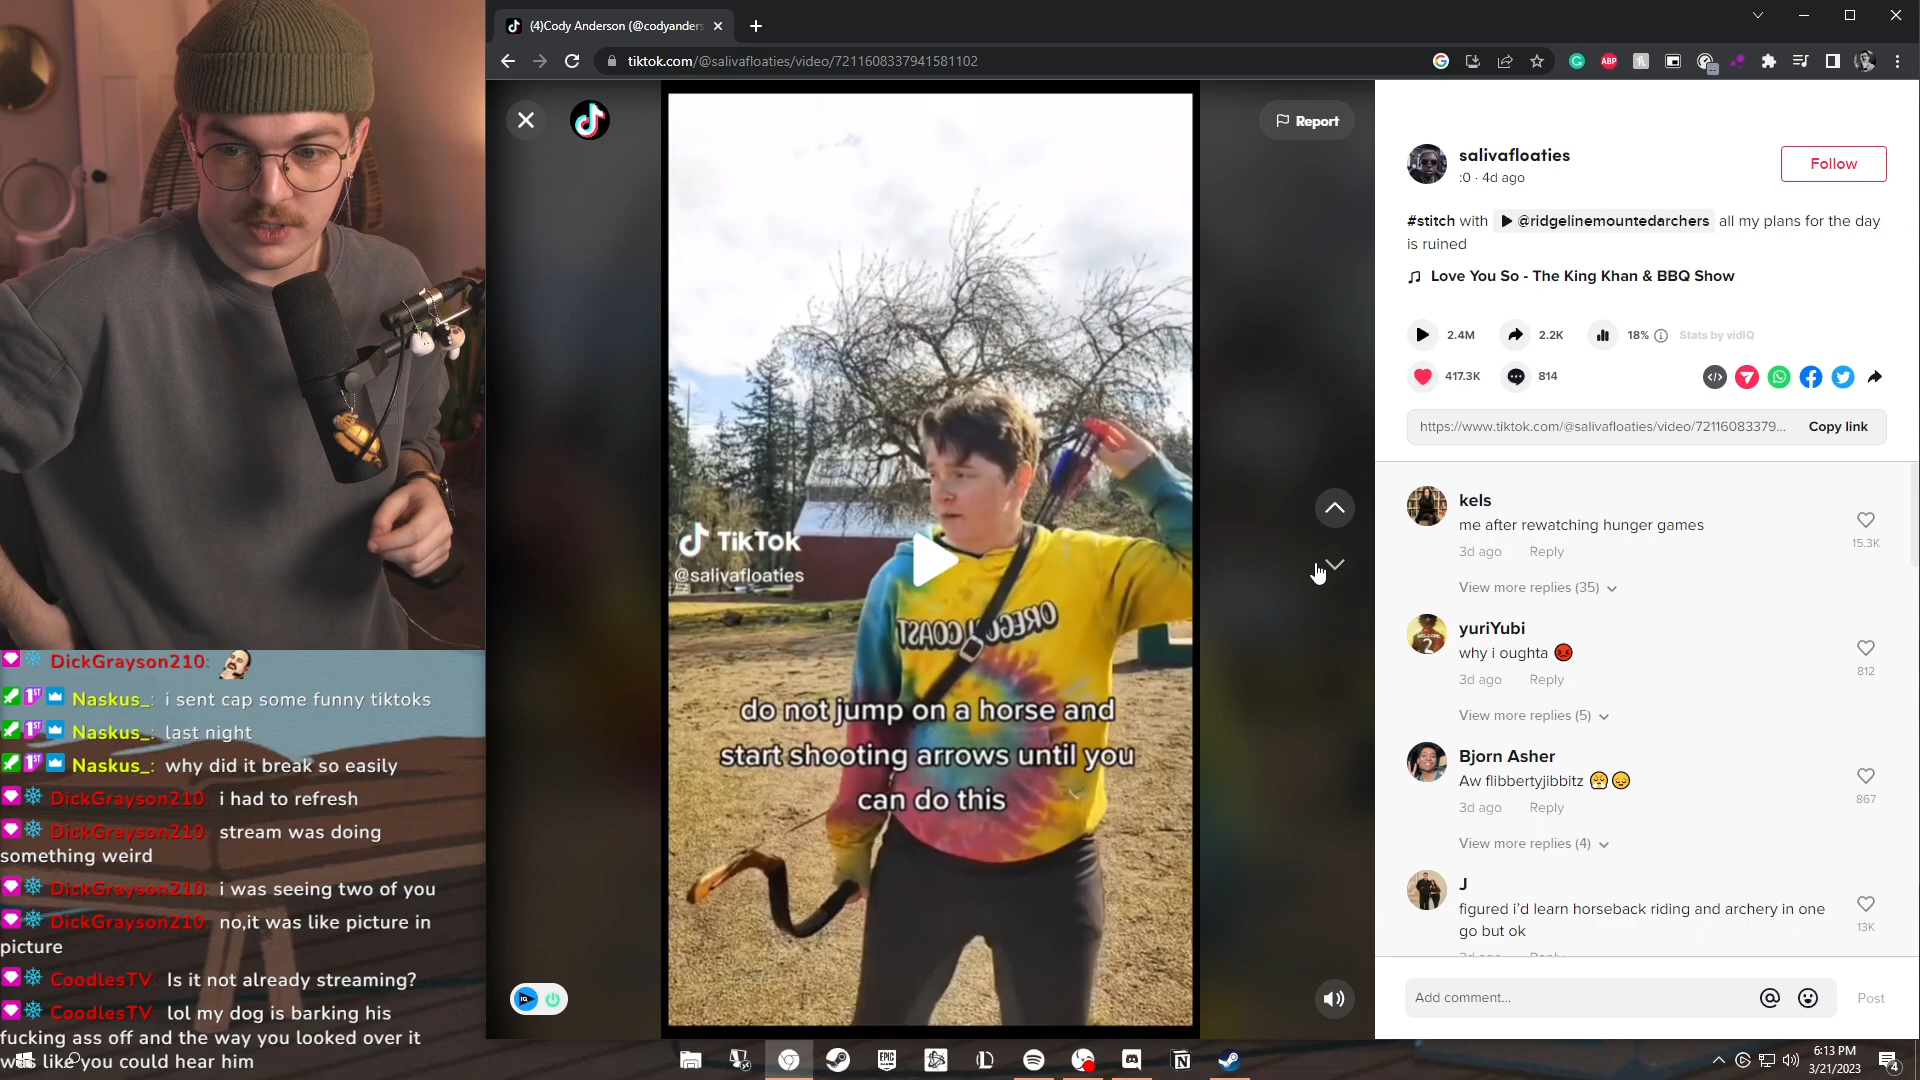 (4)Cody Anderson (@codyanders
tiktok.com/@salivafloaties/video/7211608337941581102
ABP
Report
salivafloaties
:0 · 4d ago
Follow
#stitch with @ridgelinemountedarchers all my plans for the day
is ruined
Love You So - The King Khan & BBQ Show
2.4M 2.2K 18% Stats by vidIQ
417.3K 814
https://www.tiktok.com/@salivafloaties/video/72116083379... Copy link
TikTok
@salivafloaties
OREGON COAST
do not jump on a horse and
start shooting arrows until you
can do this
kels
me after rewatching hunger games
15.3K
3d ago Reply
View more replies (35)
yuriYubi
why i oughta
812
3d ago Reply
View more replies (5)
Bjorn Asher
Aw flibbertyjibbitz
867
3d ago Reply
View more replies (4)
J
figured i'd learn horseback riding and archery in one
go but ok
13K
Add comment...
Post
DickGrayson210:
Naskus_: i sent cap some funny tiktoks
Naskus_: last night
Naskus_: why did it break so easily
DickGrayson210: i had to refresh
DickGrayson210: stream was doing
something weird
DickGrayson210: i was seeing two of you
DickGrayson210: no,it was like picture in
picture
CoodlesTV: Is it not already streaming?
CoodlesTV: lol my dog is barking his
fucking ass off and the way you looked over it
was like you could hear him
EPIC
GAMES
6:13 PM
3/21/2023
4